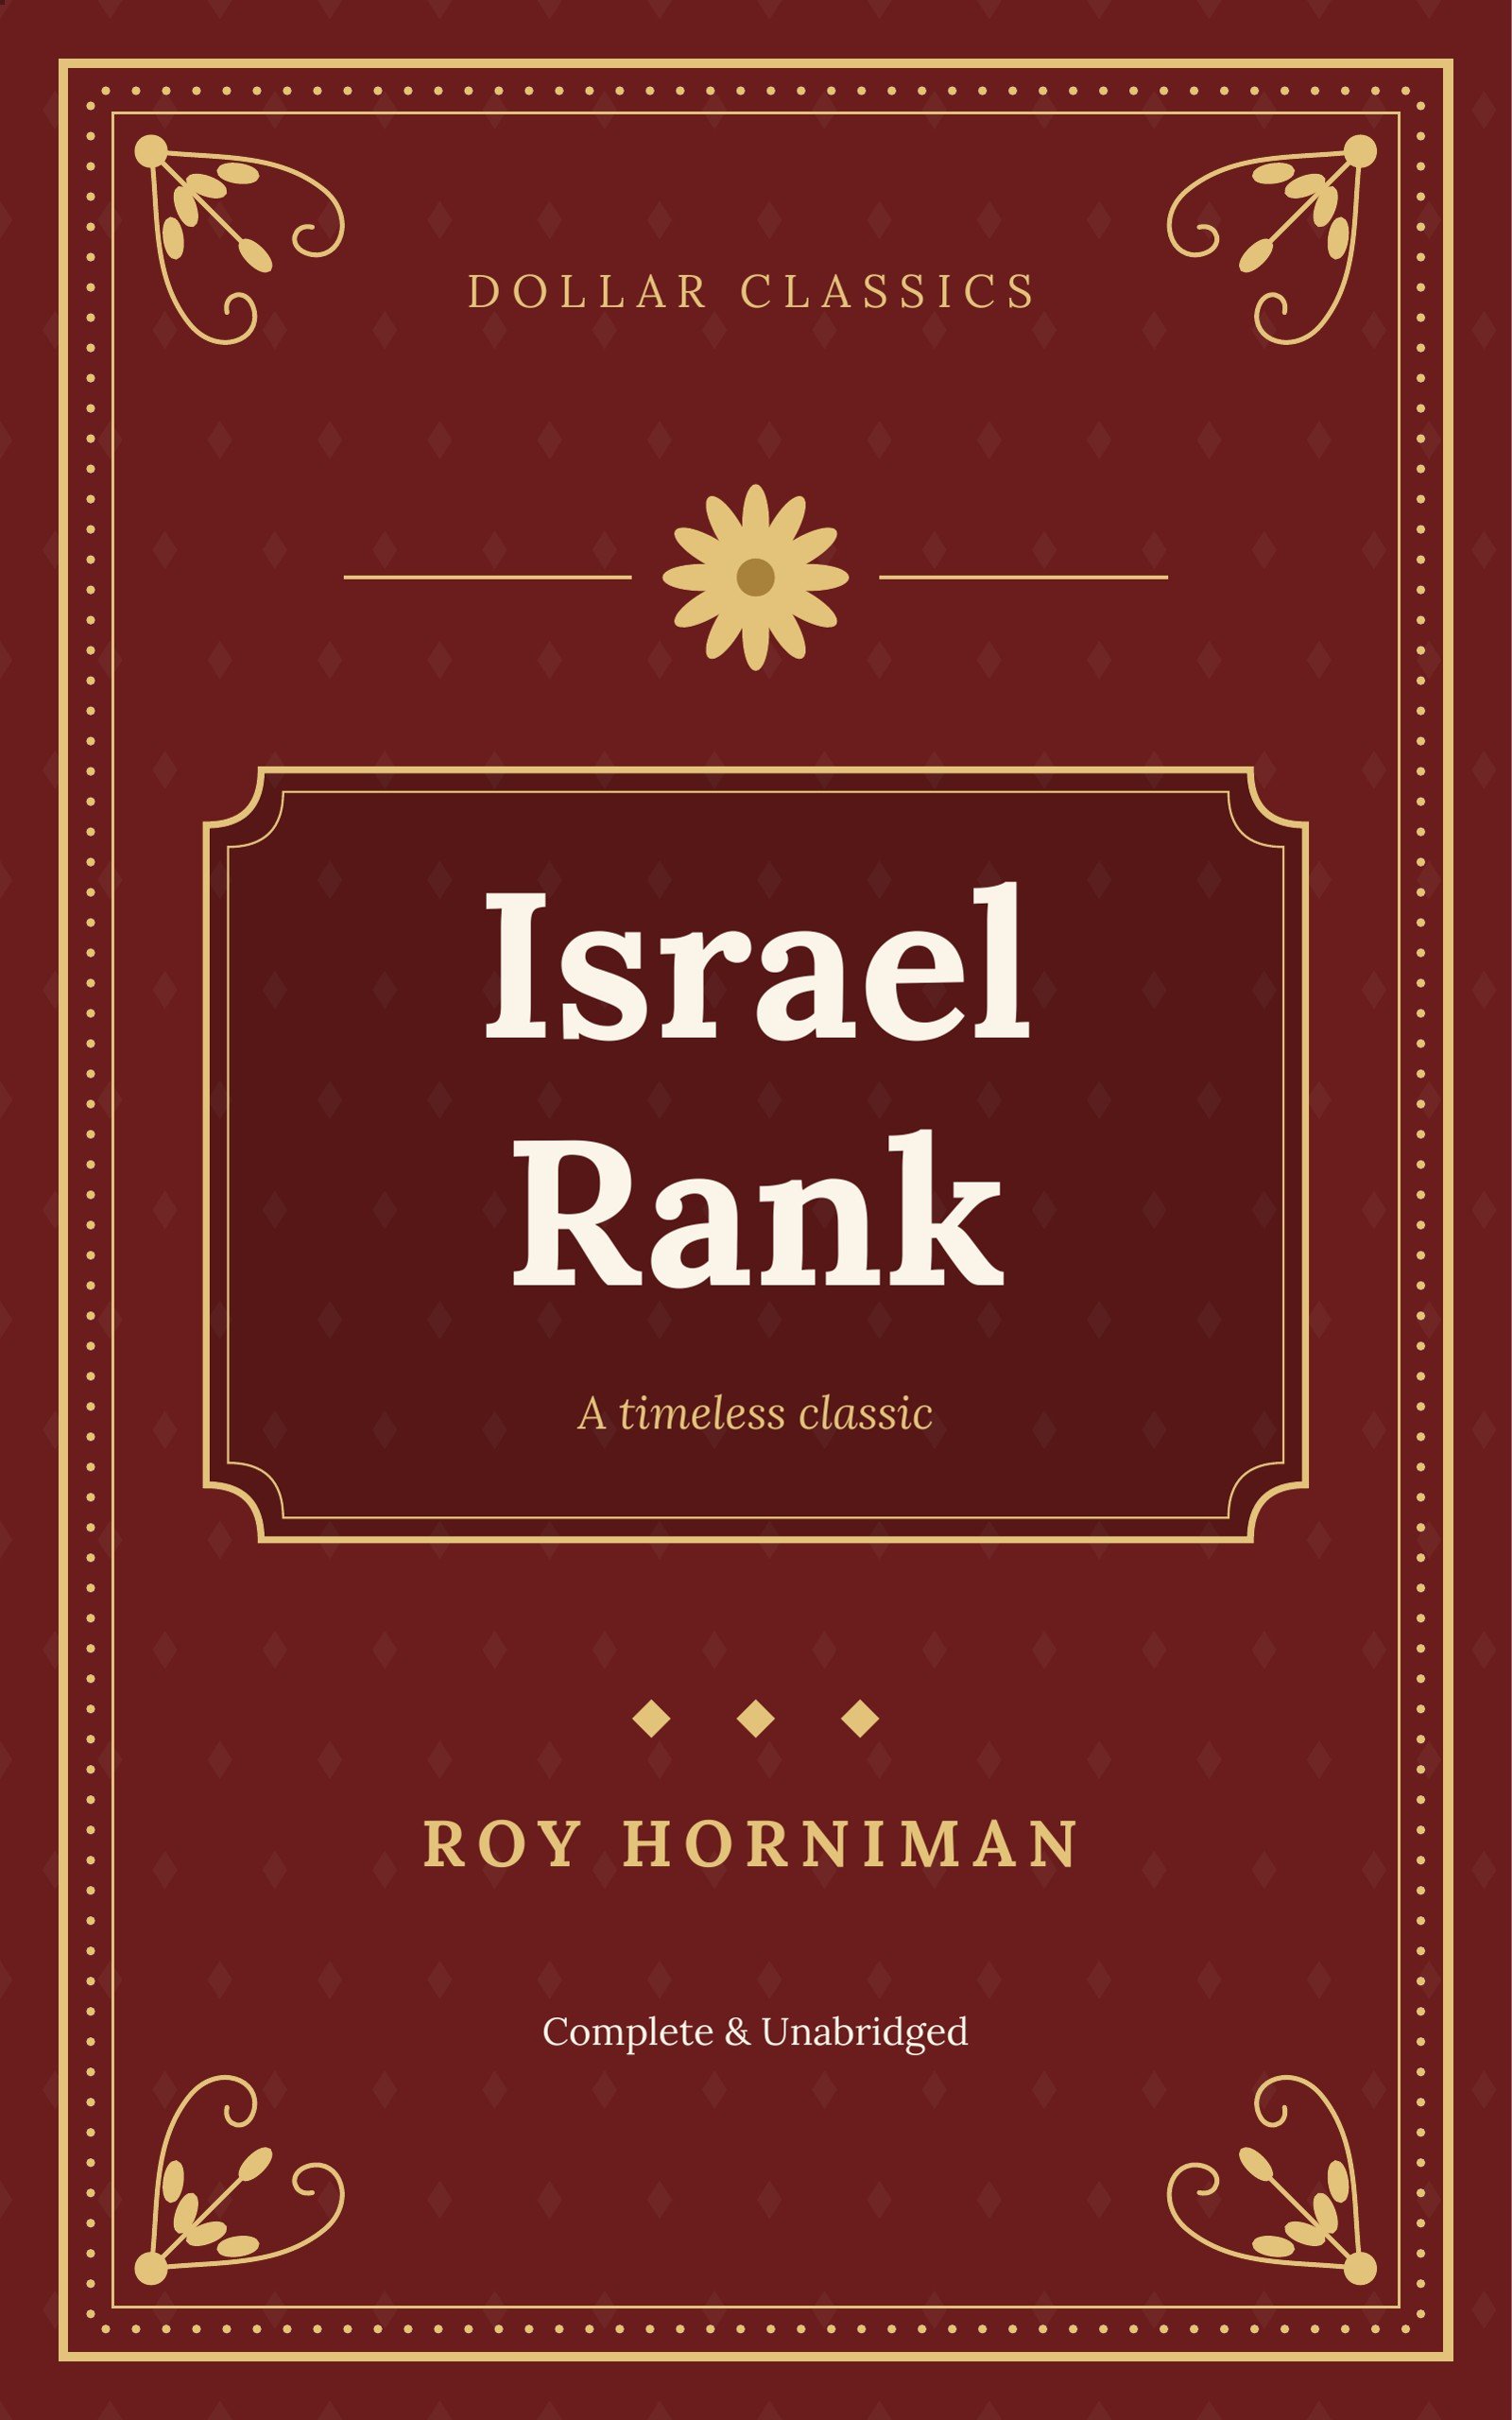 DOLLAR CLASSICS
Israel
Rank
A timeless classic
ROY HORNIMAN
Complete & Unabridged